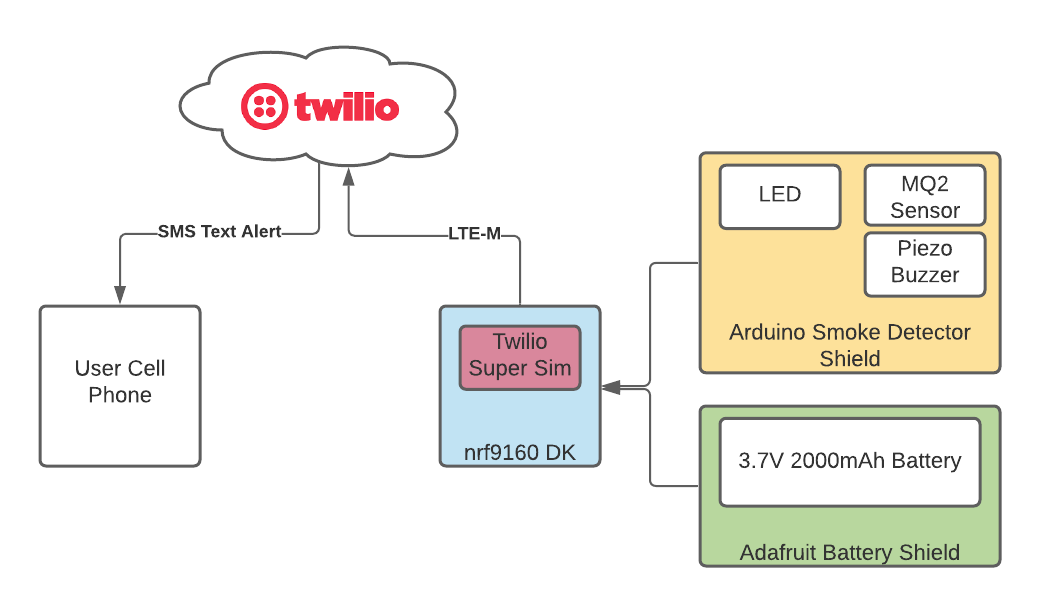 twilio
SMS Text Alert
LTE-M
User Cell
Phone
Twilio
Super Sim
nrf9160 DK
LED
MQ2
Sensor
Piezo
Buzzer
Arduino Smoke Detector
Shield
3.7V 2000mAh Battery
Adafruit Battery Shield